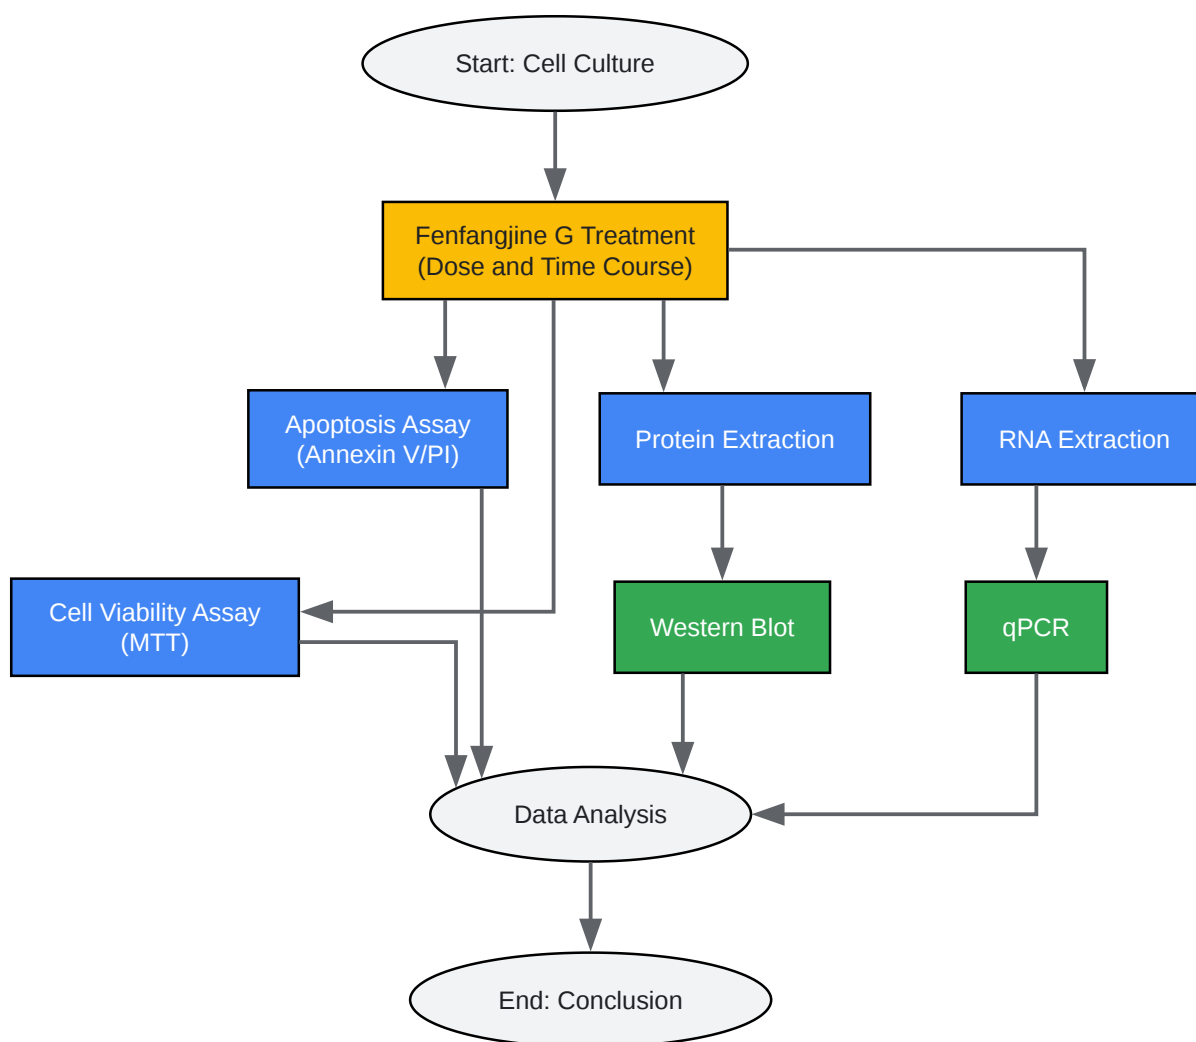 Start: Cell Culture
Fenfangjine G Treatment
(Dose and Time Course)
Apoptosis Assay
(Annexin V/PI)
Protein Extraction
RNA Extraction
Cell Viability Assay
(MTT)
Western Blot
qPCR
Data Analysis
End: Conclusion